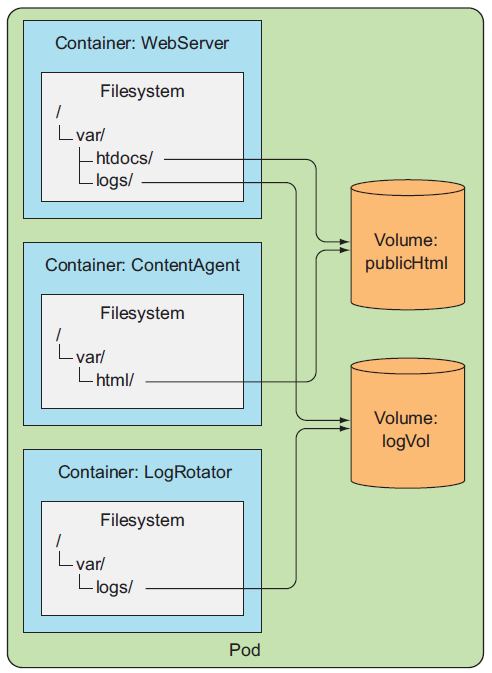 Container: WebServer
Filesystem
/
var/
htdocs/
logs/
Container: ContentAgent
Filesystem
/
var/
html/
Container: LogRotator
Filesystem
/
var/
logs/
Volume:
publicHtml
Volume:
logVol
Pod